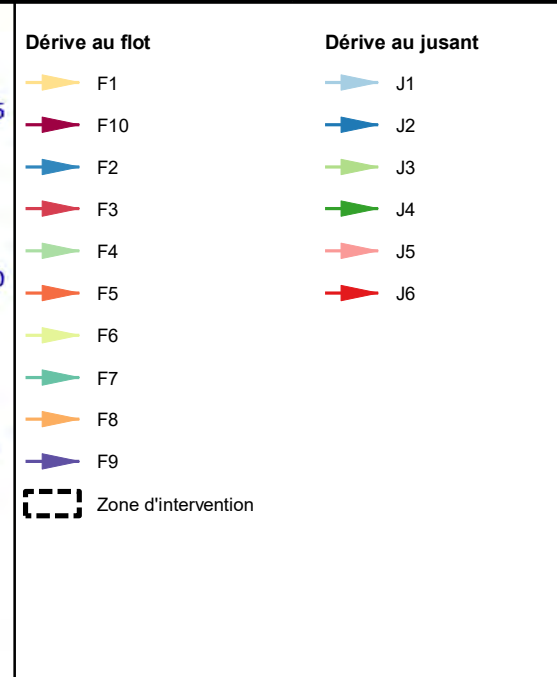 Dérive au flot
F1
F10
F2
F3
F4
F5
F6
F7
F8
F9
Zone d'intervention
Dérive au jusant
J1
J2
J3
J4
J5
J6